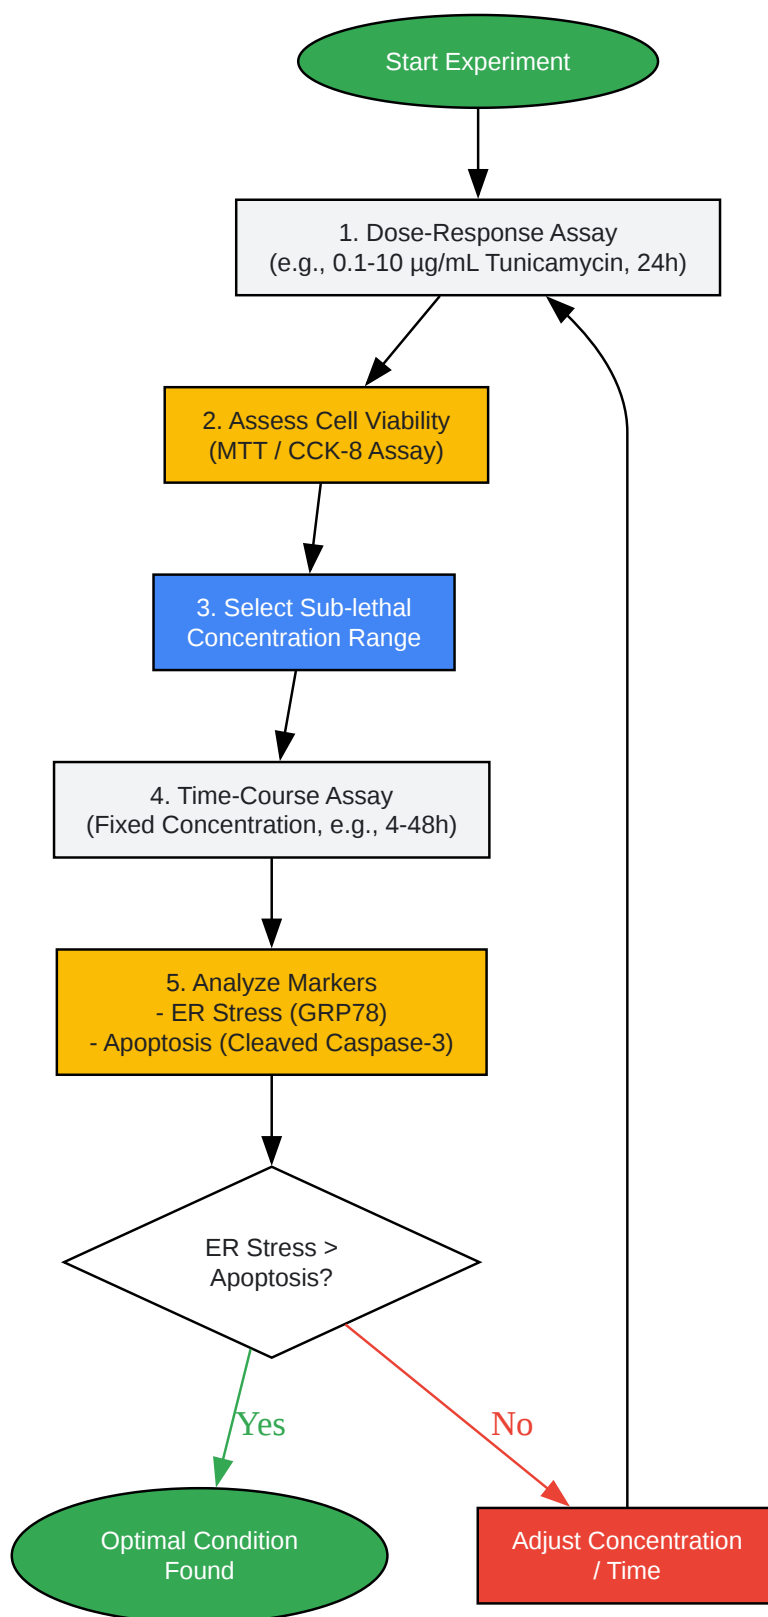 Start Experiment
1. Dose-Response Assay
(e.g., 0.1-10 µg/mL Tunicamycin, 24h)
2. Assess Cell Viability
(MTT / CCK-8 Assay)
3. Select Sub-lethal
Concentration Range
4. Time-Course Assay
(Fixed Concentration, e.g., 4-48h)
5. Analyze Markers
- ER Stress (GRP78)
- Apoptosis (Cleaved Caspase-3)
ER Stress >
Apoptosis?
Yes
No
Optimal Condition
Found
Adjust Concentration
/ Time